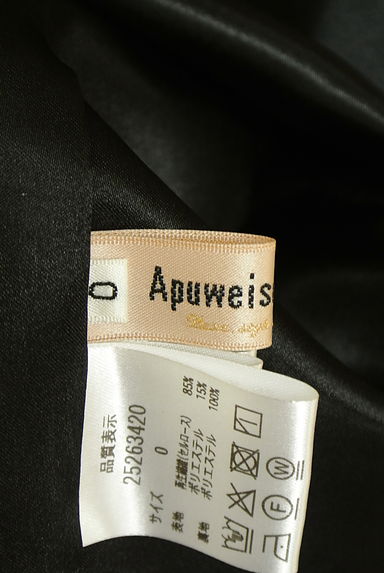 0
Apuweis
品質表示
25263420
サイズ 0
表地 再生繊維(セルロース) 85%
ポリエステル 15%
裏地 ポリエステル 100%
W
F